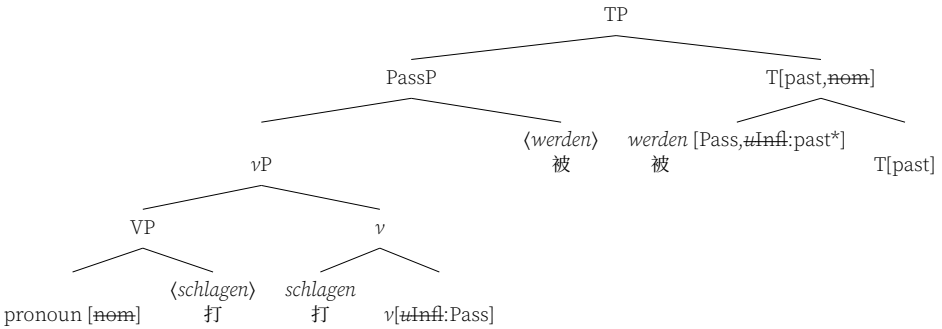 TP
PassP T[past,nom]
⟨werden⟩ werden [Pass,uInfl:past*]
vP 被 被 T[past]
VP v
⟨schlagen⟩ schlagen
pronoun [nom] 打 打 v[uInfl:Pass]